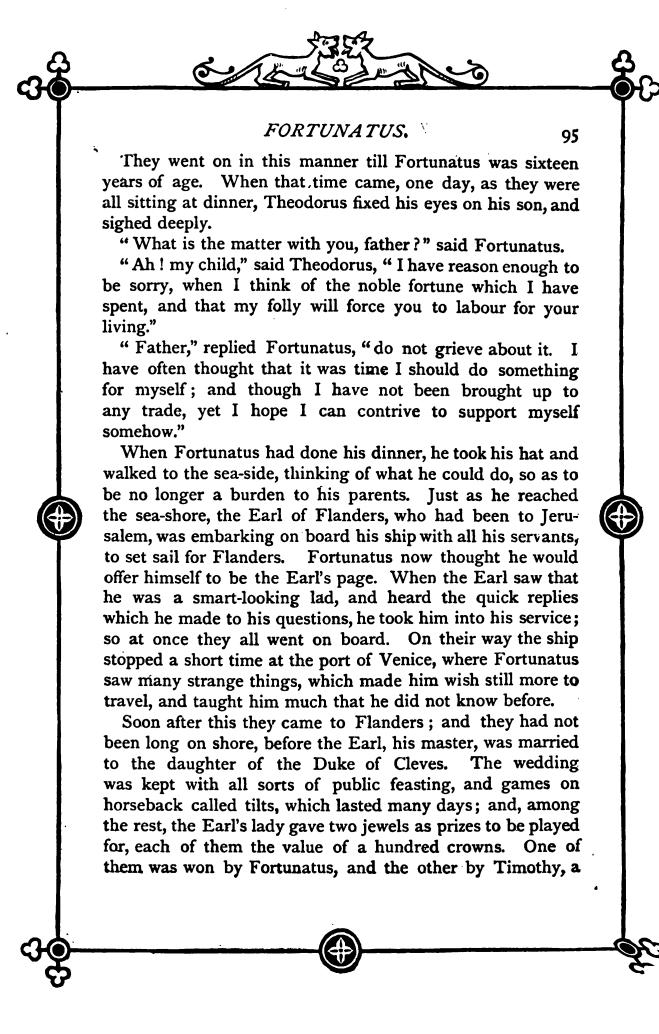 FORTUNATUS.
95
They went on in this manner till Fortunatus was sixteen
years of age. When that time came, one day, as they were
all sitting at dinner, Theodorus fixed his eyes on his son, and
sighed deeply.
“ What is the matter with you, father ?” said Fortunatus.
“ Ah ! my child,” said Theodorus, “ I have reason enough to
be sorry, when I think of the noble fortune which I have
spent, and that my folly will force you to labour for your
living.”
“ Father,” replied Fortunatus, “ do not grieve about it. I
have often thought that it was time I should do something
for myself ; and though I have not been brought up to
any trade, yet I hope I can contrive to support myself
somehow.”
When Fortunatus had done his dinner, he took his hat and
walked to the sea-side, thinking of what he could do, so as to
be no longer a burden to his parents. Just as he reached
the sea-shore, the Earl of Flanders, who had been to Jeru-
salem, was embarking on board his ship with all his servants,
to set sail for Flanders. Fortunatus now thought he would
offer himself to be the Earl’s page. When the Earl saw that
he was a smart-looking lad, and heard the quick replies
which he made to his questions, he took him into his service;
so at once they all went on board. On their way the ship
stopped a short time at the port of Venice, where Fortunatus
saw many strange things, which made him wish still more to
travel, and taught him much that he did not know before.
Soon after this they came to Flanders ; and they had not
been long on shore, before the Earl, his master, was married
to the daughter of the Duke of Cleves. The wedding
was kept with all sorts of public feasting, and games on
horseback called tilts, which lasted many days; and, among
the rest, the Earl’s lady gave two jewels as prizes to be played
for, each of them the value of a hundred crowns. One of
them was won by Fortunatus, and the other by Timothy, a